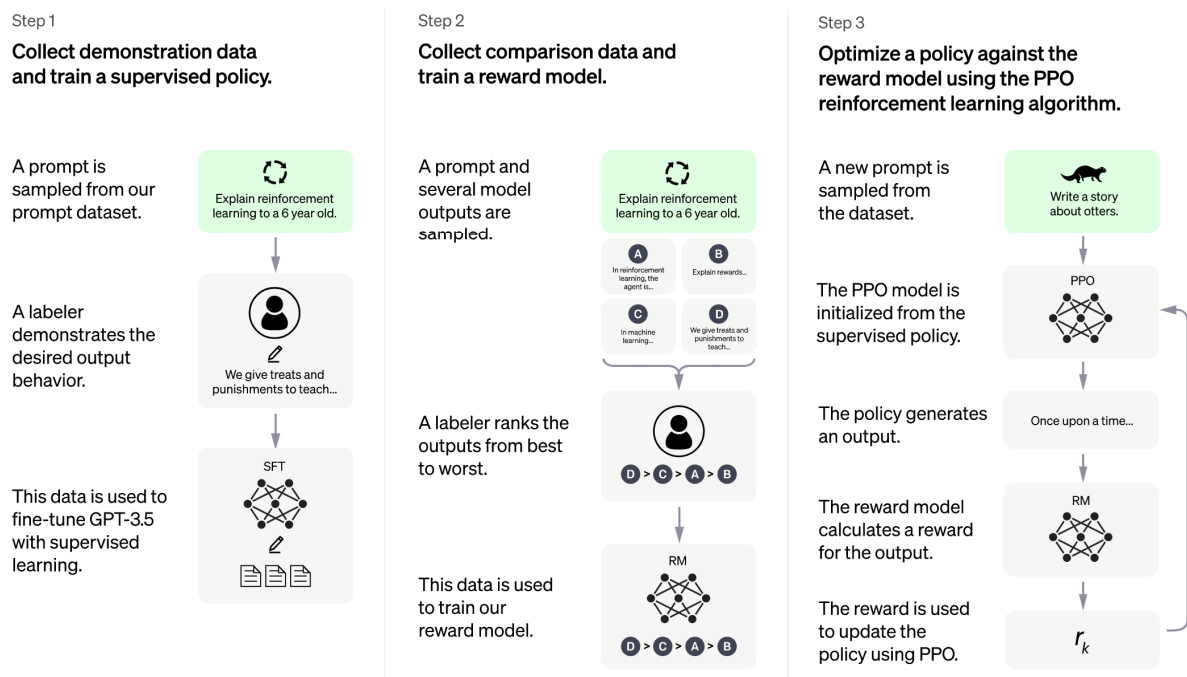 Step 1
Collect demonstration data
and train a supervised policy.
A prompt is
sampled from our
prompt dataset.
Explain reinforcement
learning to a 6 year old.
A labeler
demonstrates the
desired output
behavior.
We give treats and
punishments to teach...
This data is used to
fine-tune GPT-3.5
with supervised
learning.
SFT
Step 2
Collect comparison data and
train a reward model.
A prompt and
several model
outputs are
sampled.
Explain reinforcement
learning to a 6 year old.
A
In reinforcement
learning, the
agent is...
B
Explain rewards...
C
In machine
learning...
D
We give treats and
punishments to
teach...
A labeler ranks the
outputs from best
to worst.
D > C > A > B
This data is used
to train our
reward model.
RM
D > C > A > B
Step 3
Optimize a policy against the
reward model using the PPO
reinforcement learning algorithm.
A new prompt is
sampled from
the dataset.
Write a story
about otters.
The PPO model is
initialized from the
supervised policy.
PPO
The policy generates
an output.
Once upon a time...
The reward model
calculates a reward
for the output.
RM
The reward is used
to update the
policy using PPO.
rₖ